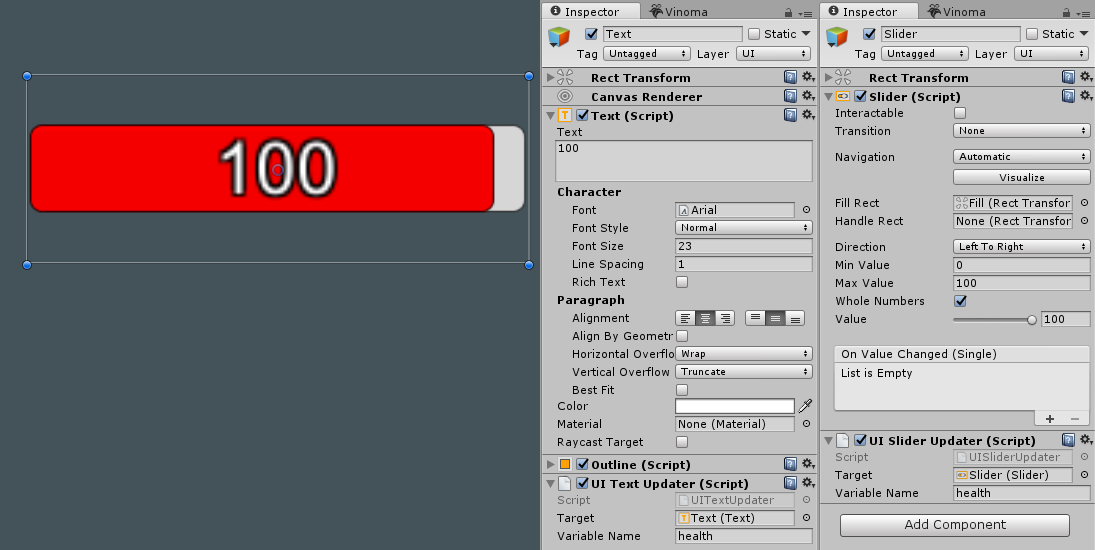 100
Inspector
Vinoma
Text
Static
Tag
Untagged
Layer
UI
Rect Transform
Canvas Renderer
Text (Script)
Text
100
Character
Font
Arial
Font Style
Normal
Font Size
23
Line Spacing
1
Rich Text
Paragraph
Alignment
Align By Geometr
Horizontal Overflo
Wrap
Vertical Overflow
Truncate
Best Fit
Color
Material
None (Material)
Raycast Target
Outline (Script)
UI Text Updater (Script)
Script
UITextUpdater
Target
Text (Text)
Variable Name
health
Inspector
Vinoma
Slider
Static
Tag
Untagged
Layer
UI
Rect Transform
Slider (Script)
Interactable
Transition
None
Navigation
Automatic
Visualize
Fill Rect
Fill (Rect Transfor
Handle Rect
None (Rect Transfor
Direction
Left To Right
Min Value
0
Max Value
100
Whole Numbers
Value
100
On Value Changed (Single)
List is Empty
UI Slider Updater (Script)
Script
UISliderUpdater
Target
Slider (Slider)
Variable Name
health
Add Component